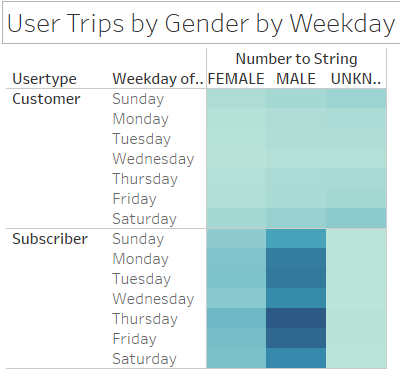 User Trips by Gender by Weekday
Number to String
Usertype Weekday of.. FEMALE MALE UNKN..
Customer Sunday
Monday
Tuesday
Wednesday
Thursday
Friday
Saturday
Subscriber Sunday
Monday
Tuesday
Wednesday
Thursday
Friday
Saturday